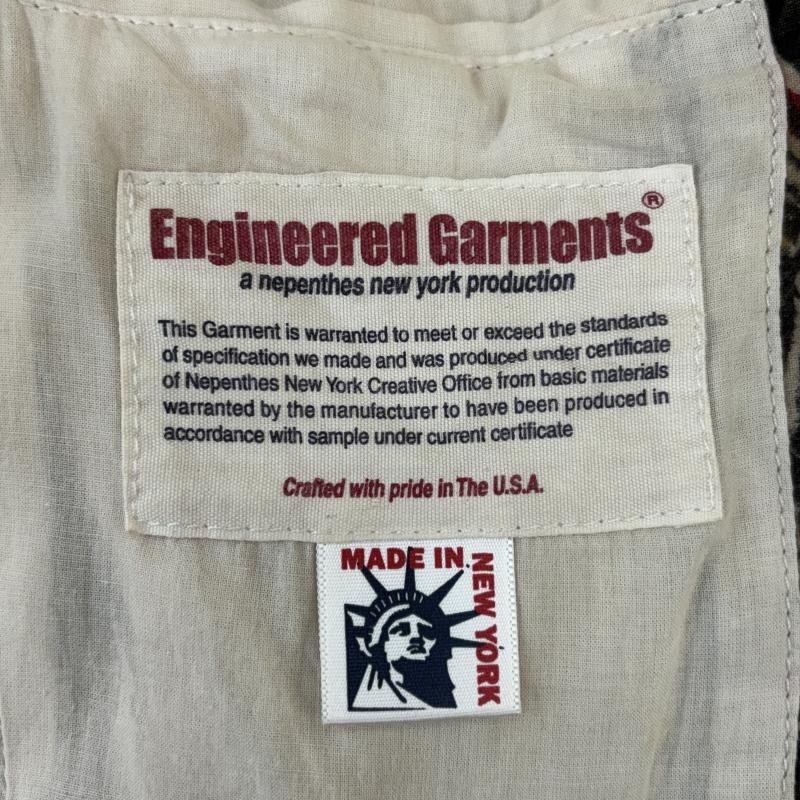 Engineered Garments®
a nepenthes new york production
This Garment is warranted to meet or exceed the standards
of specification we made and was produced under certificate
of Nepenthes New York Creative Office from basic materials
warranted by the manufacturer to have been produced in
accordance with sample under current certificate
Crafted with pride in The U.S.A.
MADE IN
NEW YORK